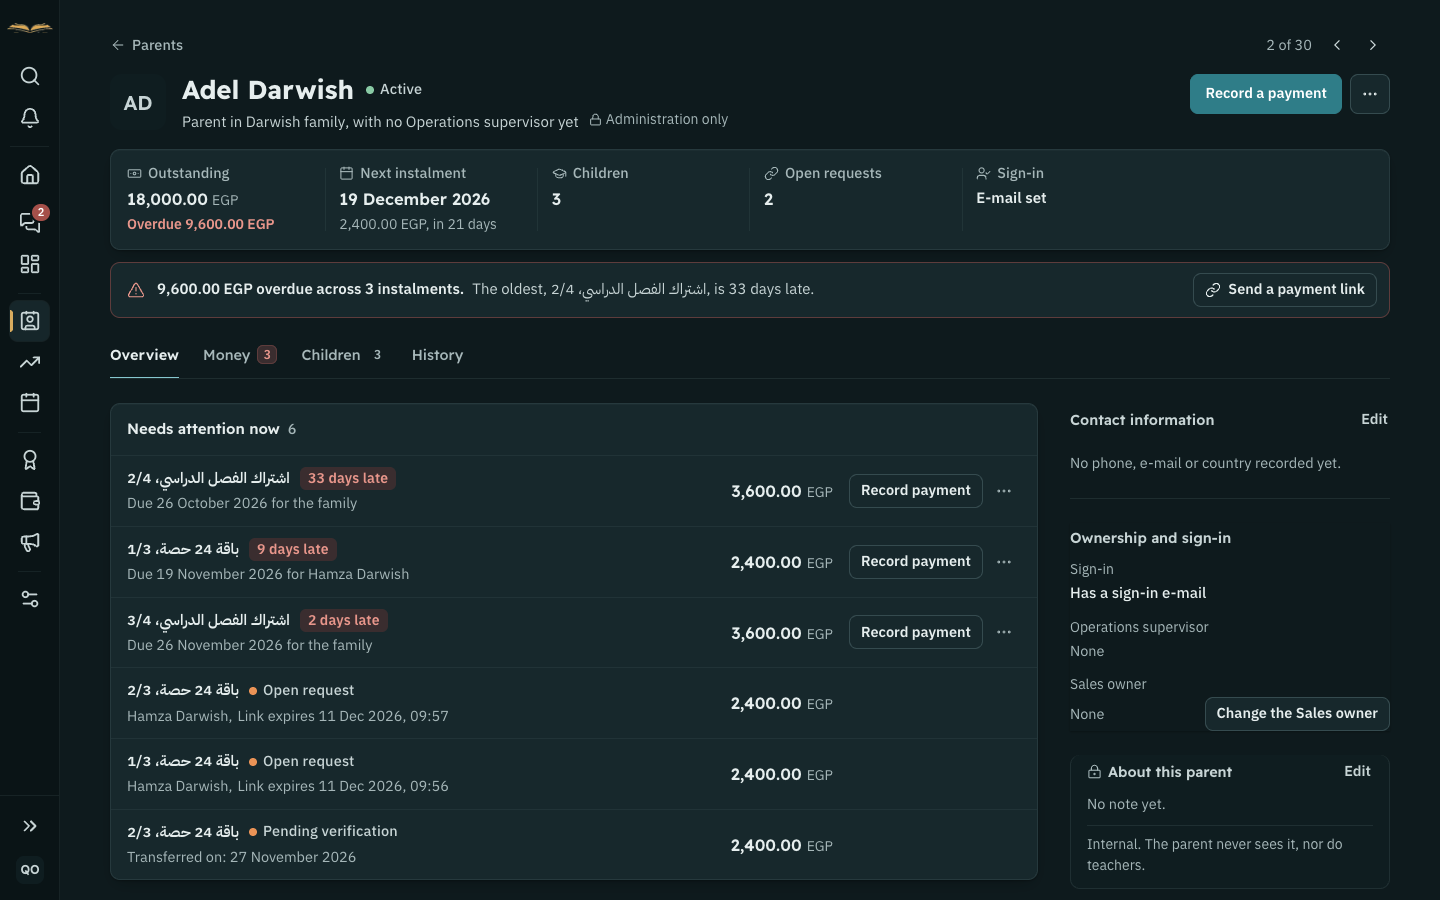 Parents
2 of 30
AD
Adel Darwish
Active
Parent in Darwish family, with no Operations supervisor yet
Administration only
Record a payment
2
Outstanding
18,000.00 EGP
Overdue 9,600.00 EGP
Next instalment
19 December 2026
2,400.00 EGP, in 21 days
Children
3
Open requests
2
Sign-in
E-mail set
9,600.00 EGP overdue across 3 instalments. The oldest, اشتراك الفصل الدراسي، 2/4, is 33 days late.
Send a payment link
Overview
Money 3
Children 3
History
Needs attention now 6
اشتراك الفصل الدراسي، 2/4
33 days late
Due 26 October 2026 for the family
3,600.00 EGP
Record payment
باقة 24 حصة، 1/3
9 days late
Due 19 November 2026 for Hamza Darwish
2,400.00 EGP
Record payment
اشتراك الفصل الدراسي، 3/4
2 days late
Due 26 November 2026 for the family
3,600.00 EGP
Record payment
باقة 24 حصة، 2/3
Open request
Hamza Darwish, Link expires 11 Dec 2026, 09:57
2,400.00 EGP
باقة 24 حصة، 1/3
Open request
Hamza Darwish, Link expires 11 Dec 2026, 09:56
2,400.00 EGP
باقة 24 حصة، 2/3
Pending verification
Transferred on: 27 November 2026
2,400.00 EGP
Contact information
Edit
No phone, e-mail or country recorded yet.
Ownership and sign-in
Sign-in
Has a sign-in e-mail
Operations supervisor
None
Sales owner
None
Change the Sales owner
About this parent
Edit
No note yet.
Internal. The parent never sees it, nor do
teachers.
QO